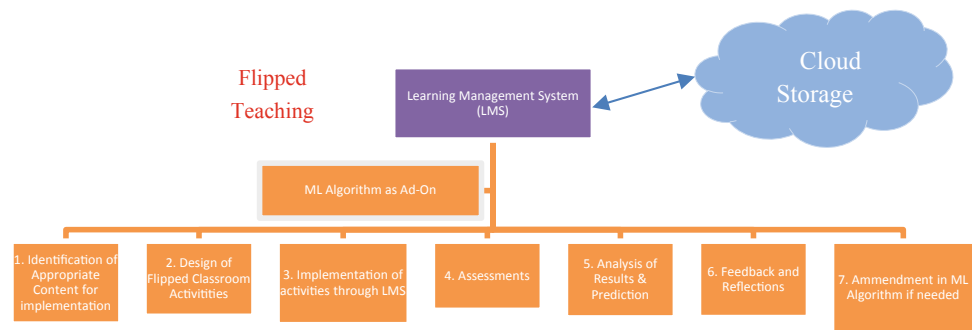 Flipped
Teaching
Learning Management System
(LMS)
Cloud
Storage
ML Algorithm as Ad-On
1. Identification of
Appropriate
Content for
implementation
2. Design of
Flipped Classroom
Activitities
3. Implementation of
activities through LMS
4. Assessments
5. Analysis of
Results &
Prediction
6. Feedback and
Reflections
7. Ammendment in ML
Algorithm if needed